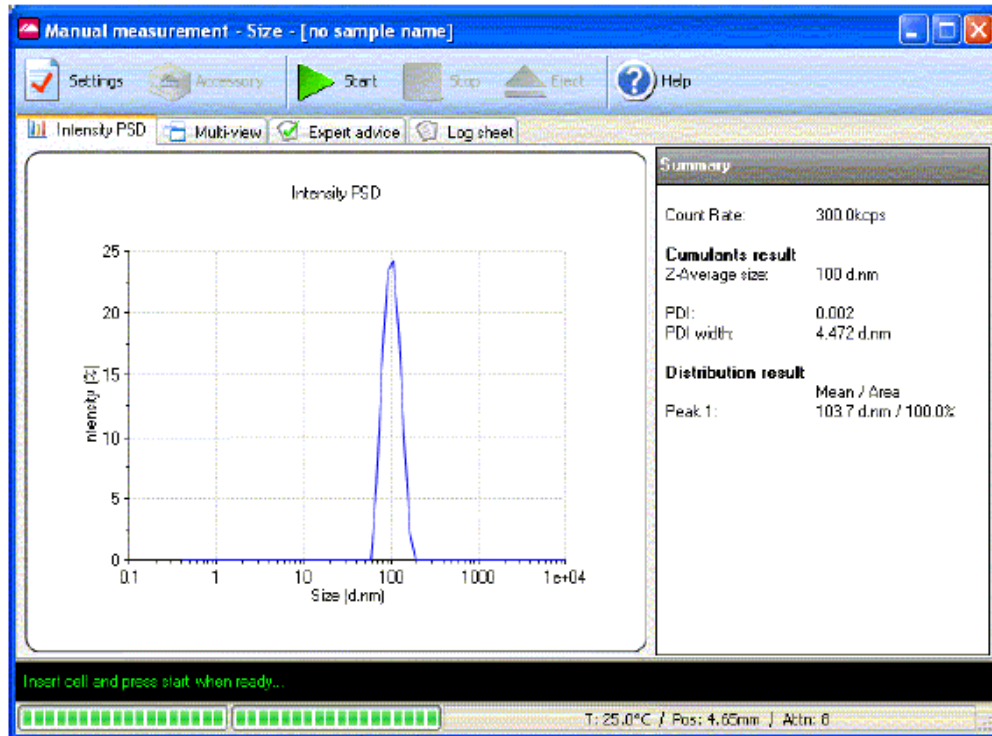 Manual measurement - Size - [no sample name]
Settings Accessory Start Stop Eject Help
Intensity PSD Multi-view Expert advice Log sheet
Intensity PSD
25
20
15
10
5
0
Intensity (%)
0.1 1 10 100 1000 1e+04
Size (d.nm)
Summary
Count Rate: 300.0kcps
Cumulants result
Z-Average size: 100 d.nm
PDI: 0.002
PDI width: 4.472 d.nm
Distribution result
Mean / Area
Peak 1: 103.7 d.nm / 100.0%
Insert cell and press start when ready...
T: 25.0°C / Pos: 4.65mm / Attn: 8